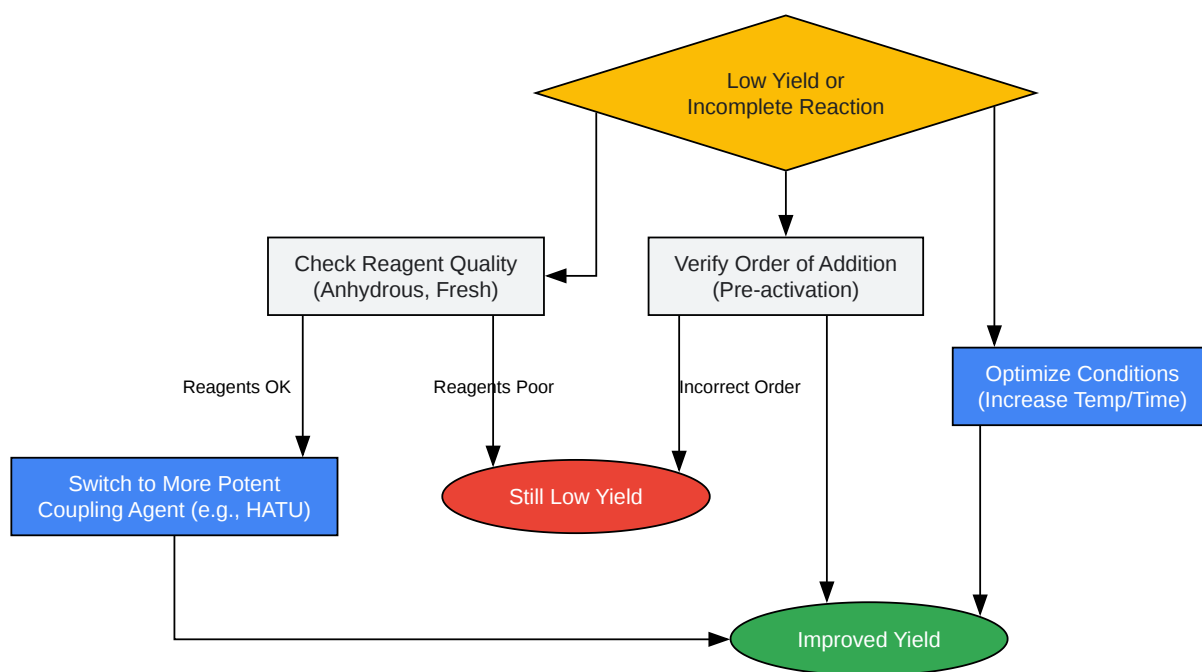 Low Yield or
Incomplete Reaction
Check Reagent Quality
(Anhydrous, Fresh)
Verify Order of Addition
(Pre-activation)
Reagents OK
Reagents Poor
Incorrect Order
Optimize Conditions
(Increase Temp/Time)
Switch to More Potent
Coupling Agent (e.g., HATU)
Still Low Yield
Improved Yield